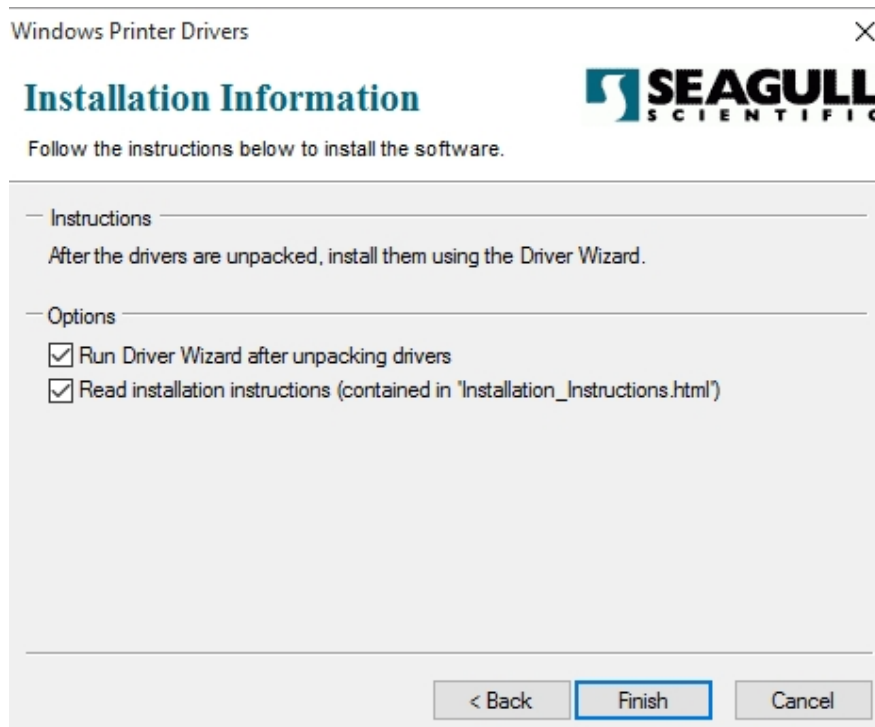 Windows Printer Drivers
Installation Information
SEAGULL
SCIENTIFIC
Follow the instructions below to install the software.
Instructions
After the drivers are unpacked, install them using the Driver Wizard.
Options
Run Driver Wizard after unpacking drivers
Read installation instructions (contained in 'Installation_Instructions.html')
< Back
Finish
Cancel